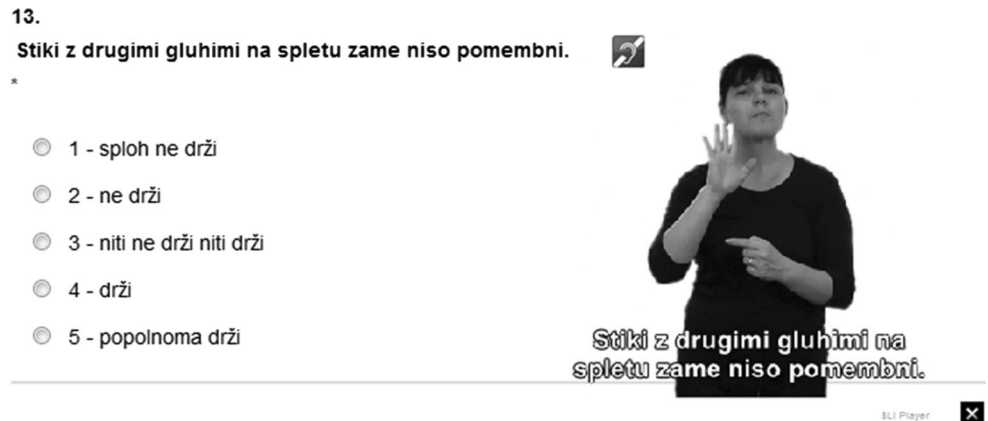 13.
Stiki z drugimi gluhimi na spletu zame niso pomembni.
*
1 - sploh ne drži
2 - ne drži
3 - niti ne drži niti drži
4 - drži
5 - popolnoma drži
Stiki z drugimi gluhimi na
spletu zame niso pomembni.
SLI Player